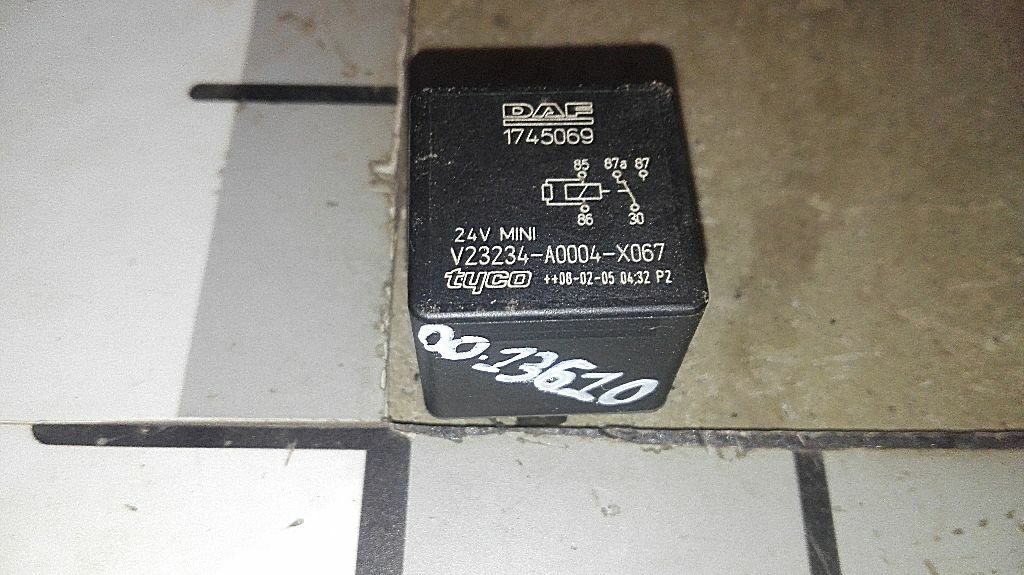 DAF
1745069
85 87a 87
86 30
24V MINI
V23234-A0004-X067
tyco ++08-02-05 04:32 P2
00.13610